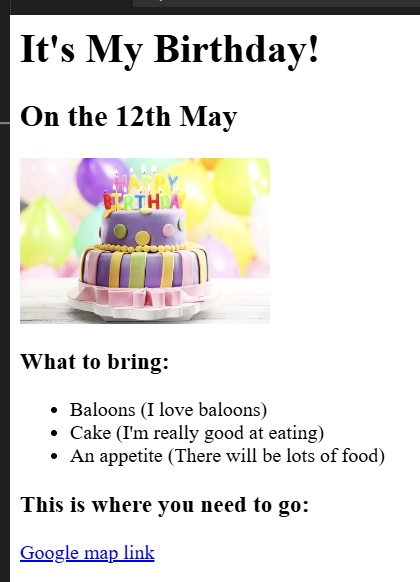 It's My Birthday!
On the 12th May
HAPPY
BIRTHDAY
What to bring:
Baloons (I love baloons)
Cake (I'm really good at eating)
An appetite (There will be lots of food)
This is where you need to go:
Google map link